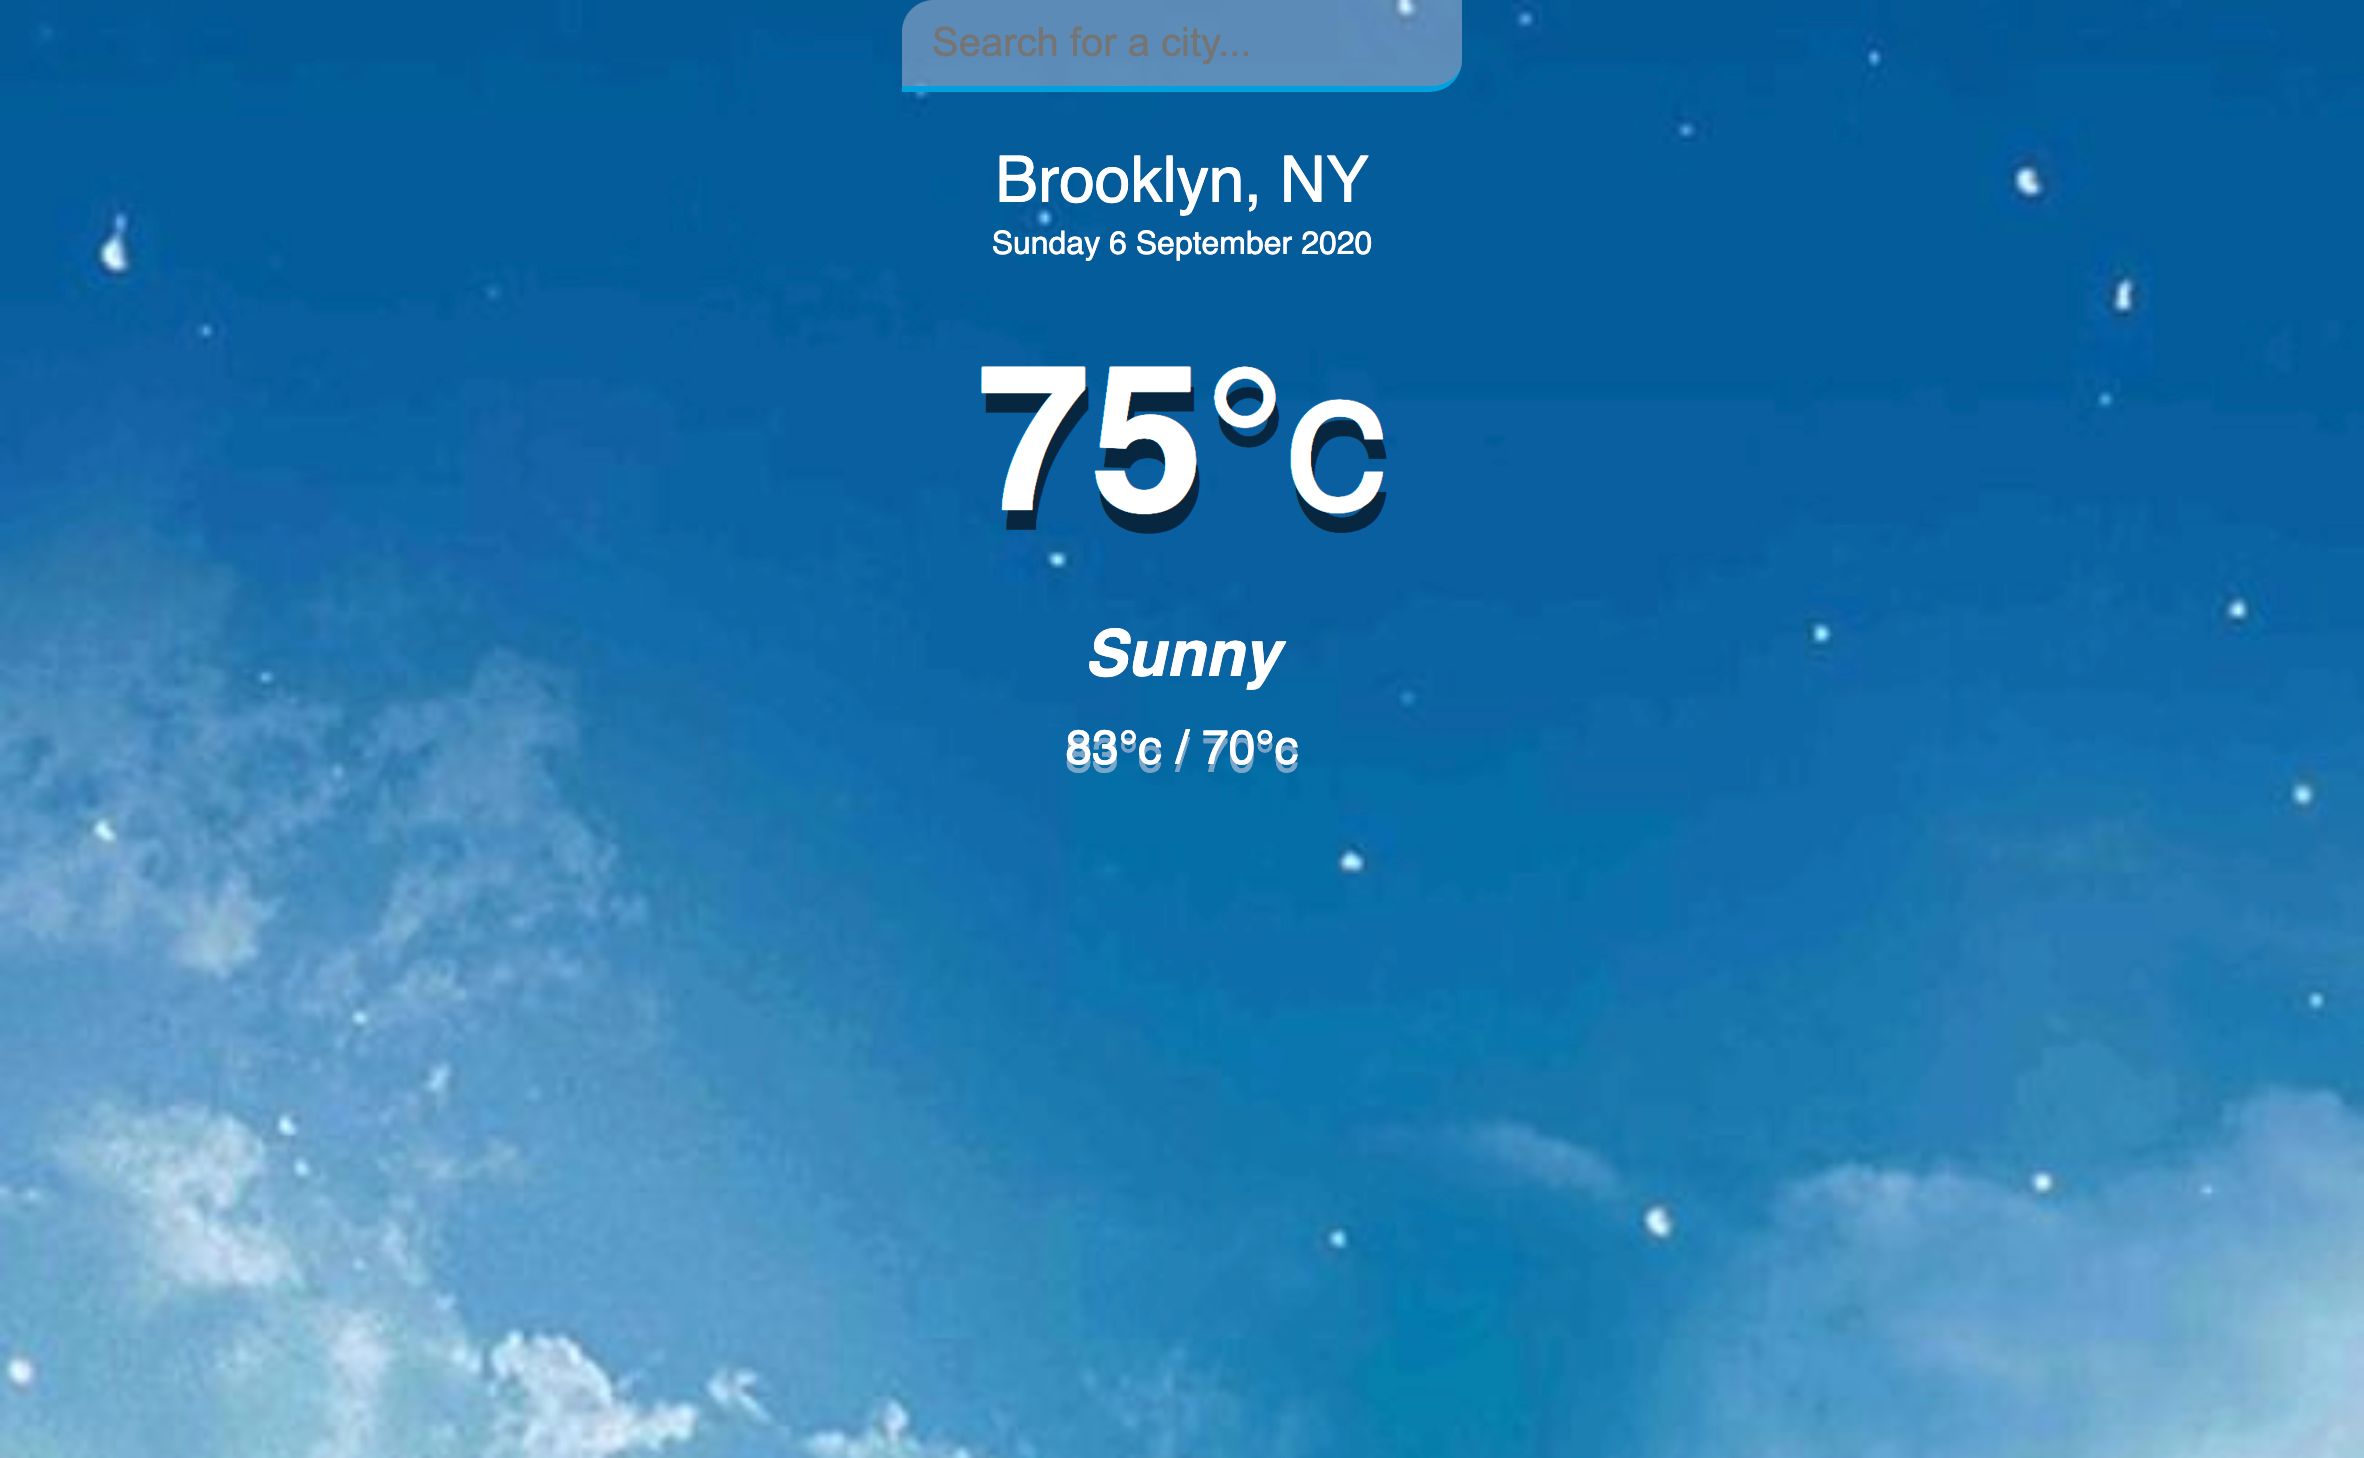 Search for a city...
Brooklyn, NY
Sunday 6 September 2020
75°c
Sunny
83°c / 70°c